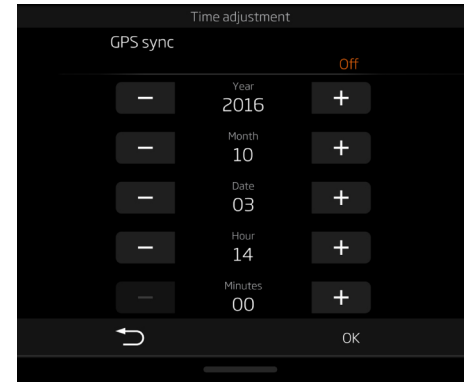 Time adjustment
GPS sync
Off
Year
− 2016 +
Month
− 10 +
Date
− 03 +
Hour
− 14 +
Minutes
− 00 +
OK